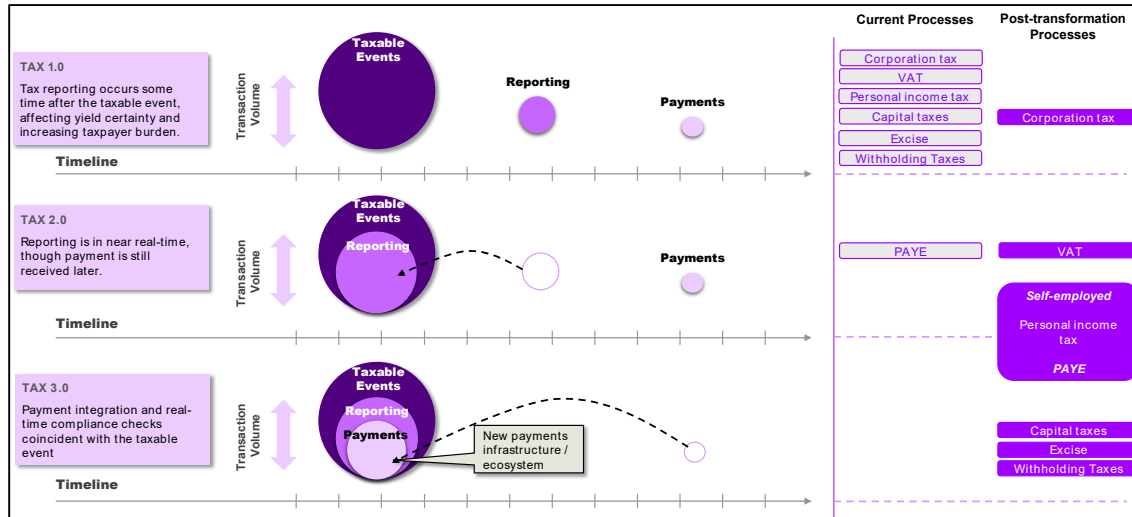 Current Processes
Post-transformation
Processes
TAX 1.0
Tax reporting occurs some
time after the taxable event,
affecting yield certainty and
increasing taxpayer burden.
Transaction
Volume
Taxable
Events
Reporting
Payments
Timeline
Corporation tax
VAT
Personal income tax
Capital taxes
Excise
Withholding Taxes
Corporation tax
TAX 2.0
Reporting is in near real-time,
though payment is still
received later.
Transaction
Volume
Taxable
Events
Reporting
Payments
Timeline
PAYE
VAT
Self-employed
Personal income
tax
PAYE
TAX 3.0
Payment integration and real-
time compliance checks
coincident with the taxable
event
Transaction
Volume
Taxable
Events
Reporting
Payments
New payments
infrastructure /
ecosystem
Timeline
Capital taxes
Excise
Withholding Taxes